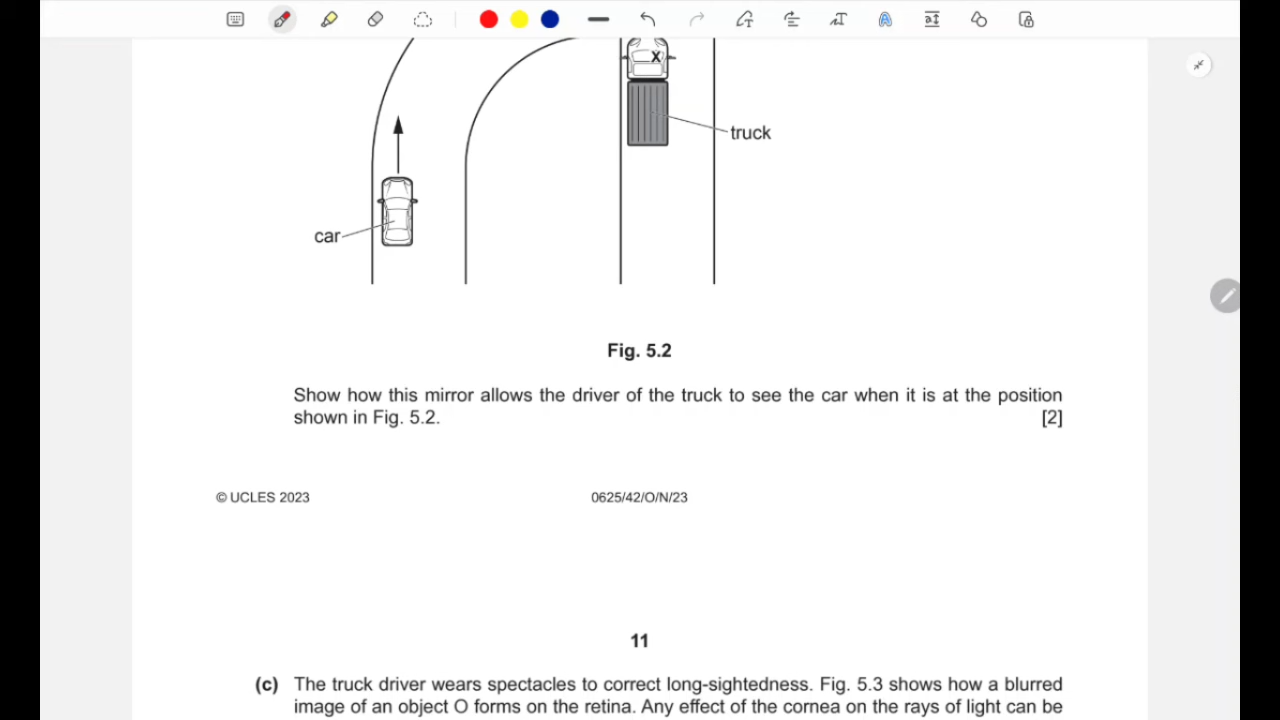 X
truck
car
Fig. 5.2
Show how this mirror allows the driver of the truck to see the car when it is at the position
shown in Fig. 5.2. [2]
© UCLES 2023 0625/42/O/N/23
11
(c) The truck driver wears spectacles to correct long-sightedness. Fig. 5.3 shows how a blurred
image of an object O forms on the retina. Any effect of the cornea on the rays of light can be